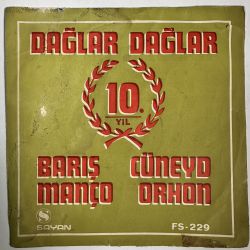 DAĞLAR DAĞLAR
10.
YIL
BARIŞ CÜNEYD
MANÇO ORHON
S
SAYAN
FS-229